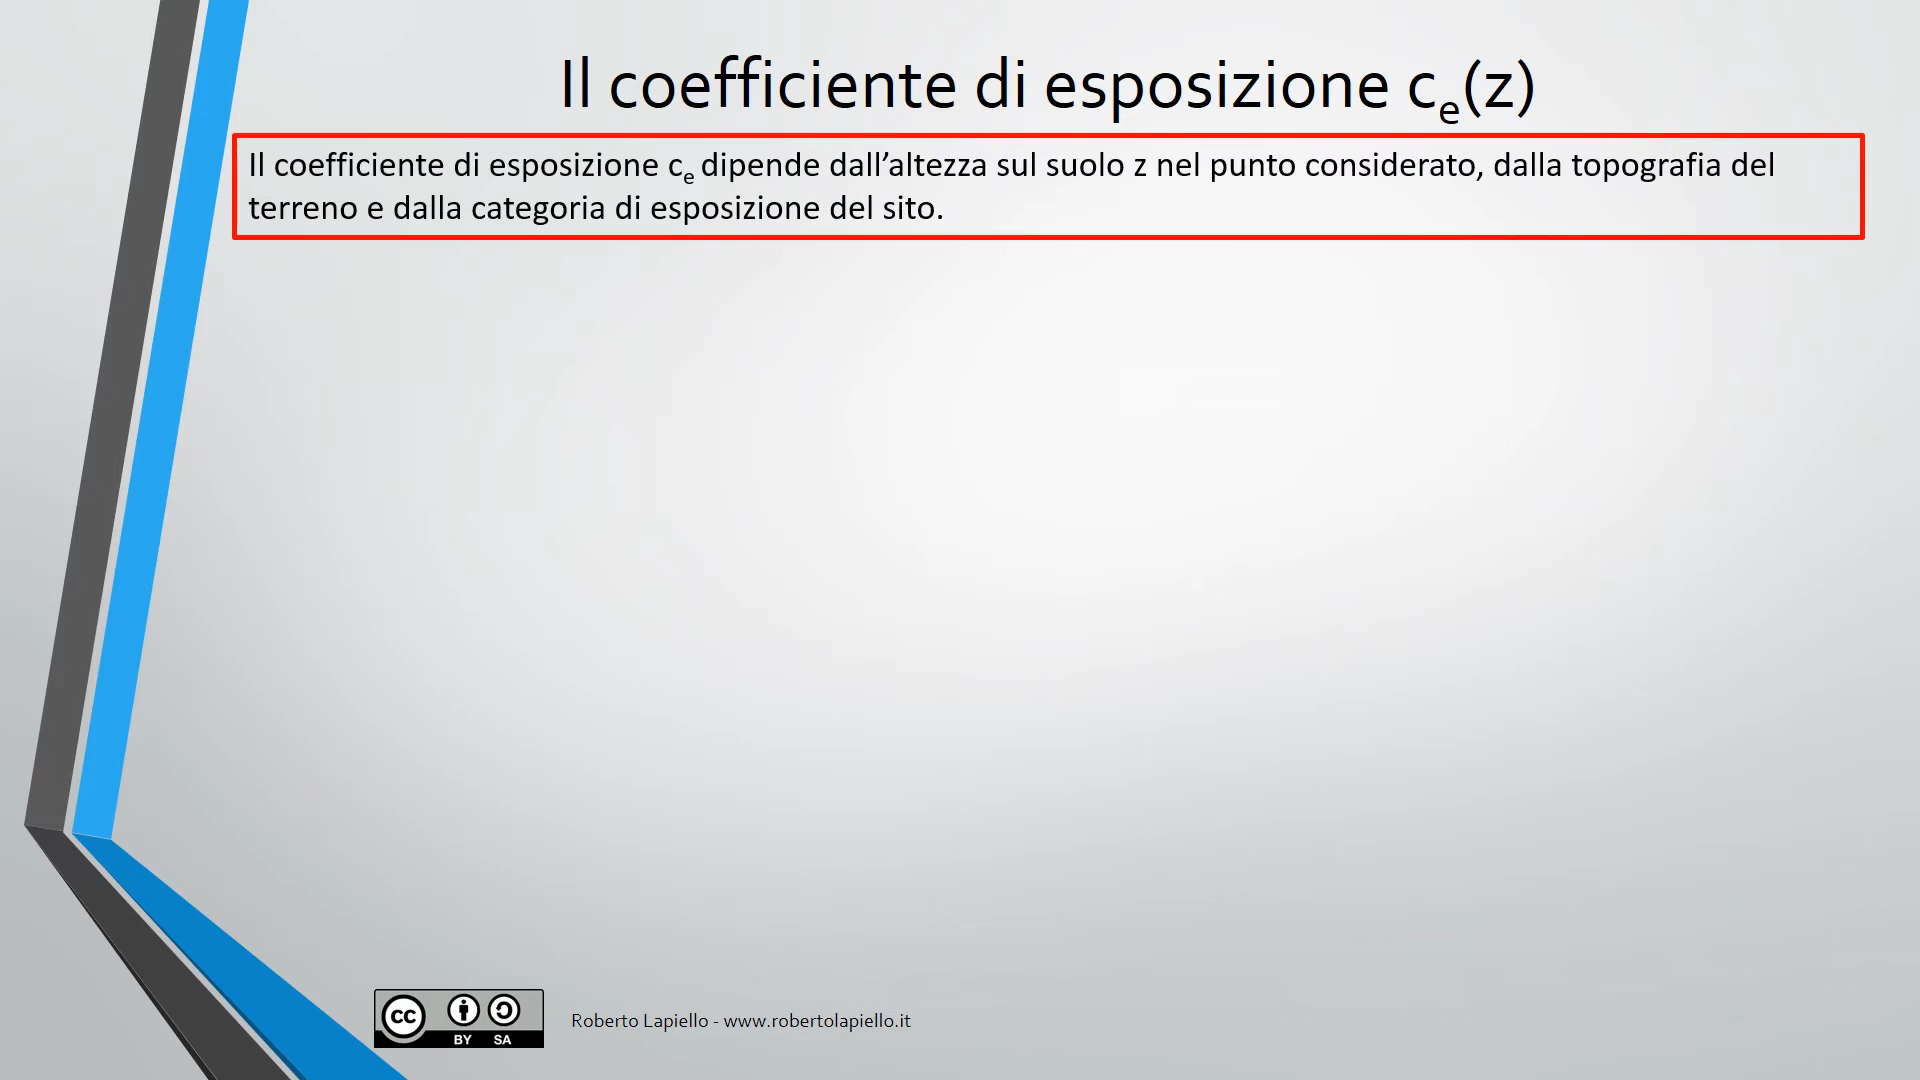 Il coefficiente di esposizione ce(z)
Il coefficiente di esposizione ce dipende dall’altezza sul suolo z nel punto considerato, dalla topografia del
terreno e dalla categoria di esposizione del sito.
cc
BY SA
Roberto Lapiello - www.robertolapiello.it